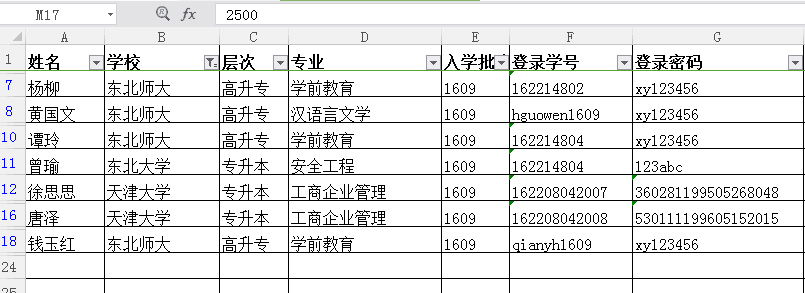 M17 fx 2500
A B C D E F G
1 姓名 学校 层次 专业 入学批 登录学号 登录密码
7 杨柳 东北师大 高升专 学前教育 1609 162214802 xy123456
8 黄国文 东北师大 高升专 汉语言文学 1609 hguowen1609 xy123456
10 谭玲 东北师大 高升专 学前教育 1609 162214804 xy123456
11 曾瑜 东北大学 专升本 安全工程 1609 162214804 123abc
12 徐思思 天津大学 专升本 工商企业管理 1609 162208042007 360281199505268048
16 唐泽 天津大学 专升本 工商企业管理 1609 162208042008 530111199605152015
18 钱玉红 东北师大 高升专 学前教育 1609 qianyh1609 xy123456
24
25